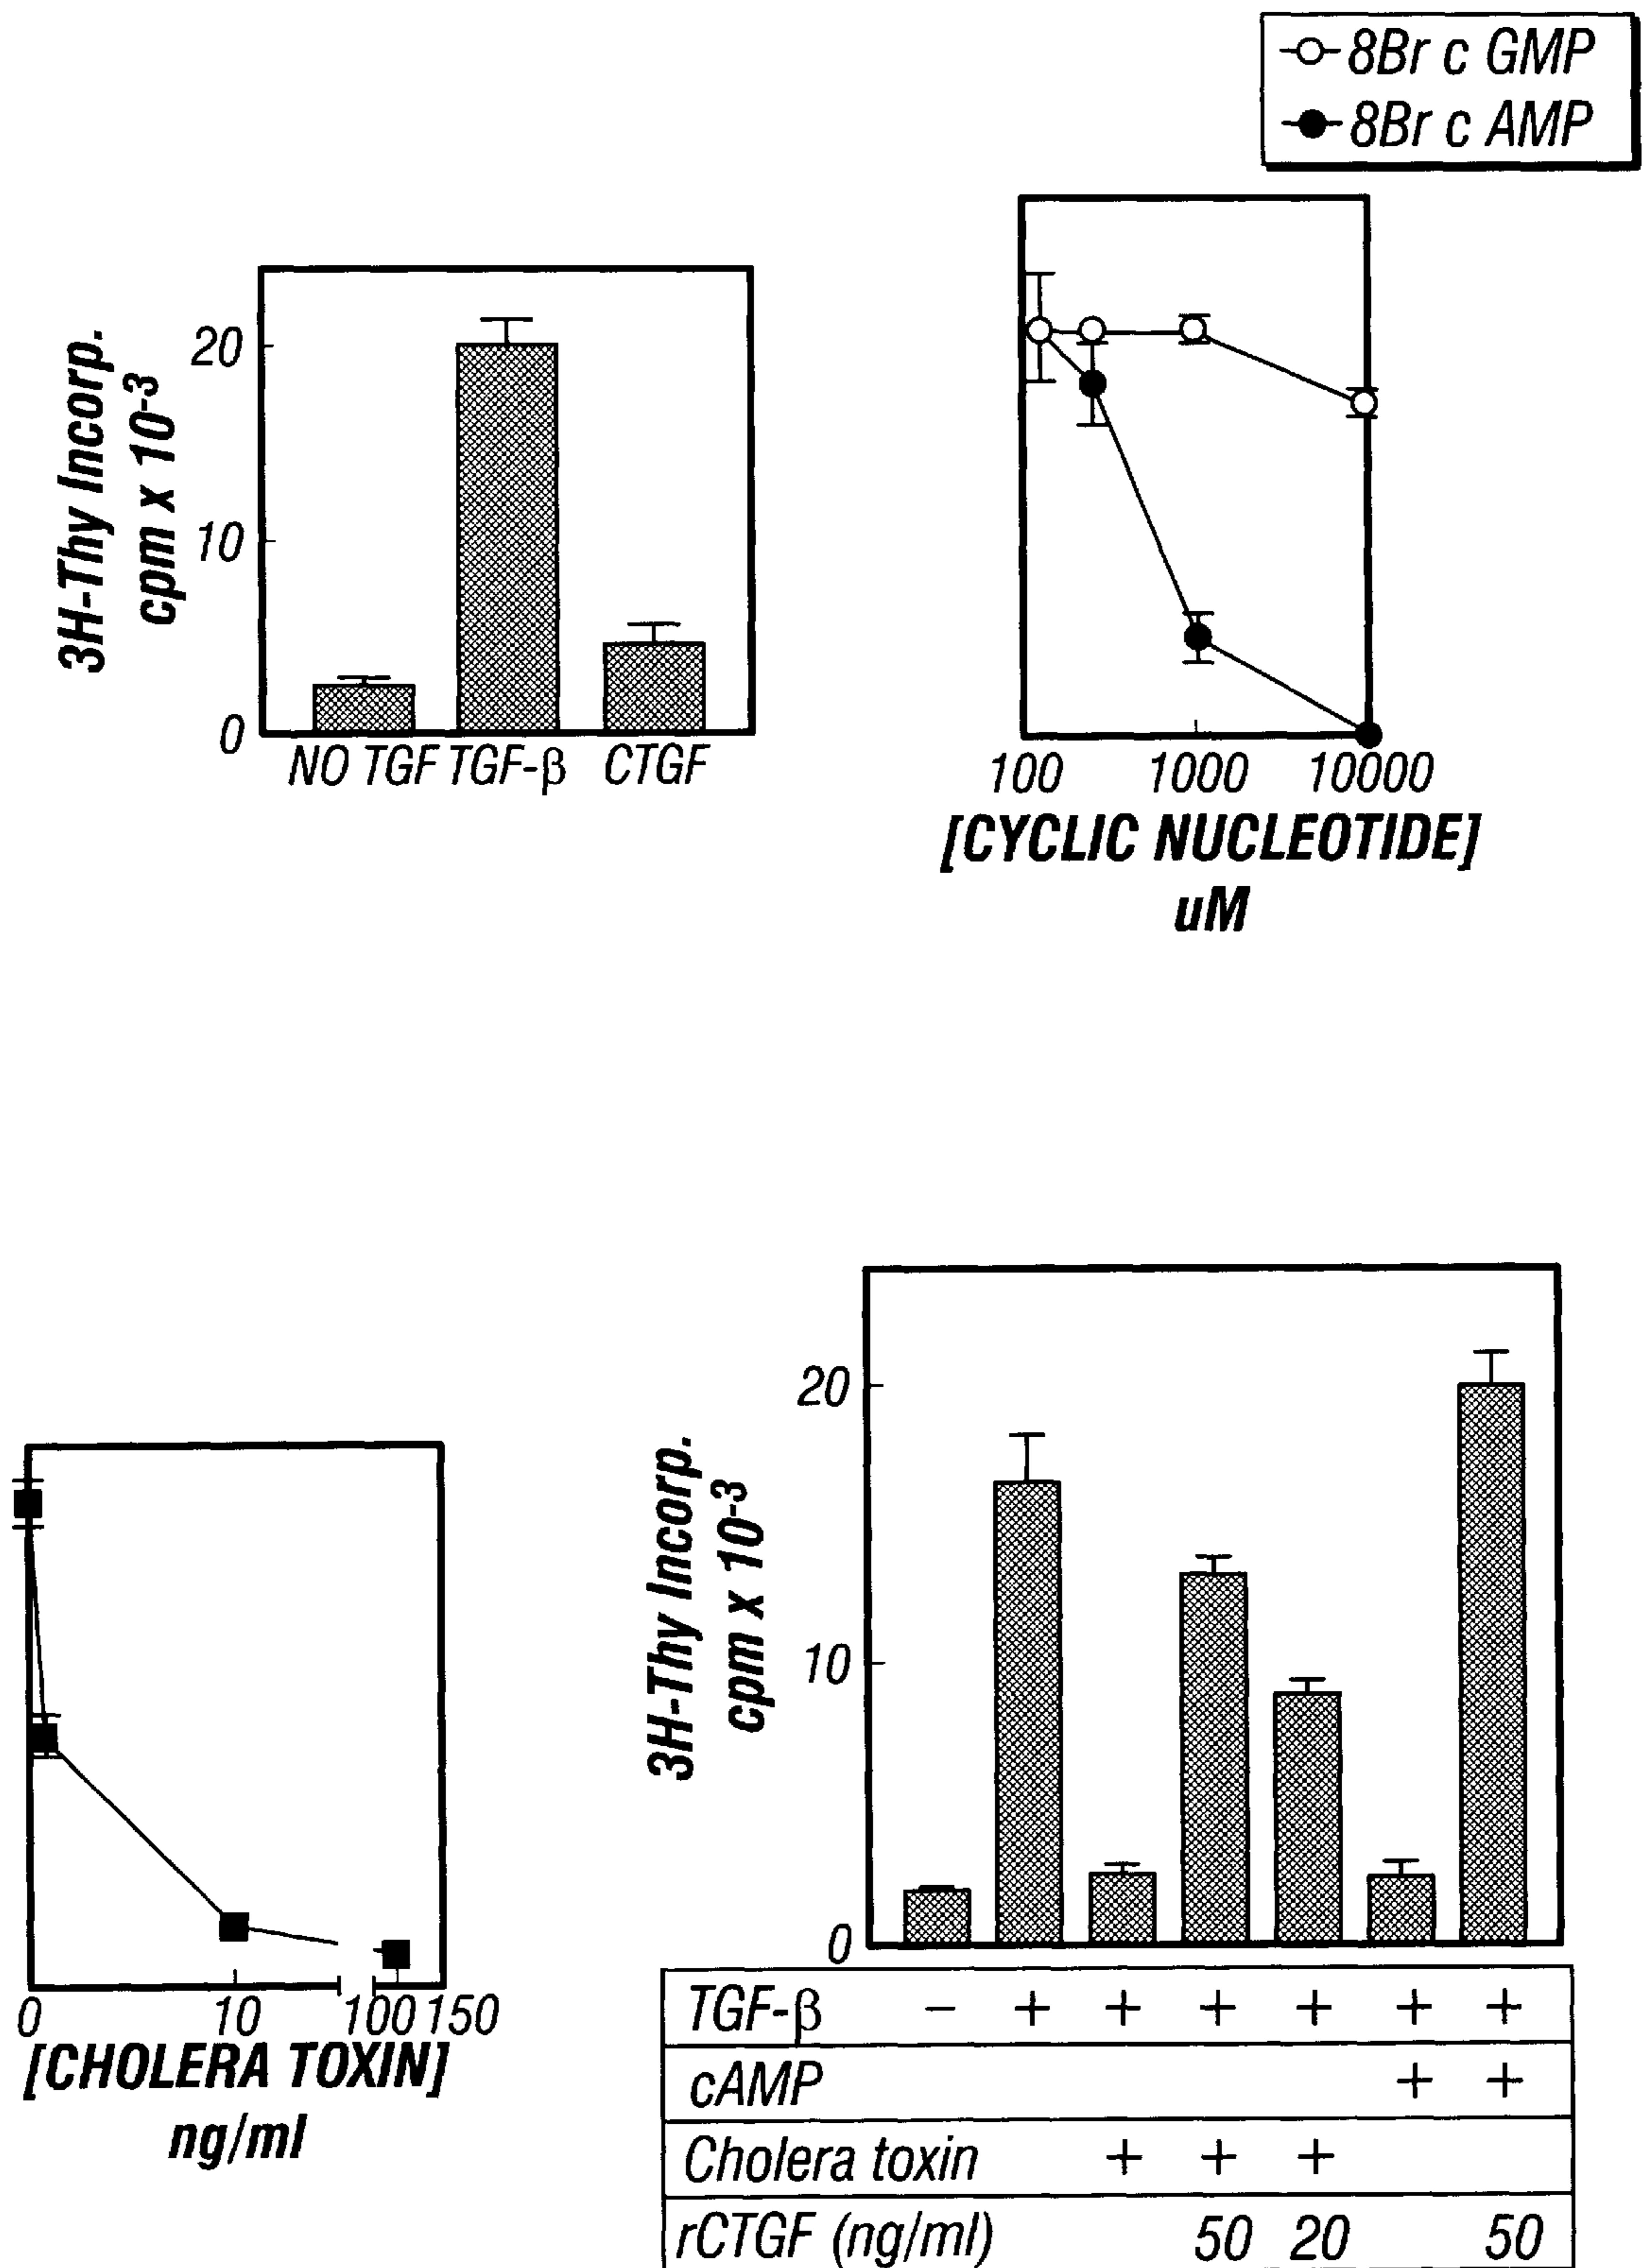 8Br c GMP
8Br c AMP
3H-Thy Incorp.
cpm x 10-3
20
10
0
NO TGF TGF-β CTGF
100 1000 10000
[CYCLIC NUCLEOTIDE]
uM
0 10 100 150
[CHOLERA TOXIN]
ng/ml
3H-Thy Incorp.
cpm x 10-3
20
10
0
TGF-β − + + + + + +
cAMP + +
Cholera toxin + + +
rCTGF (ng/ml) 50 20 50